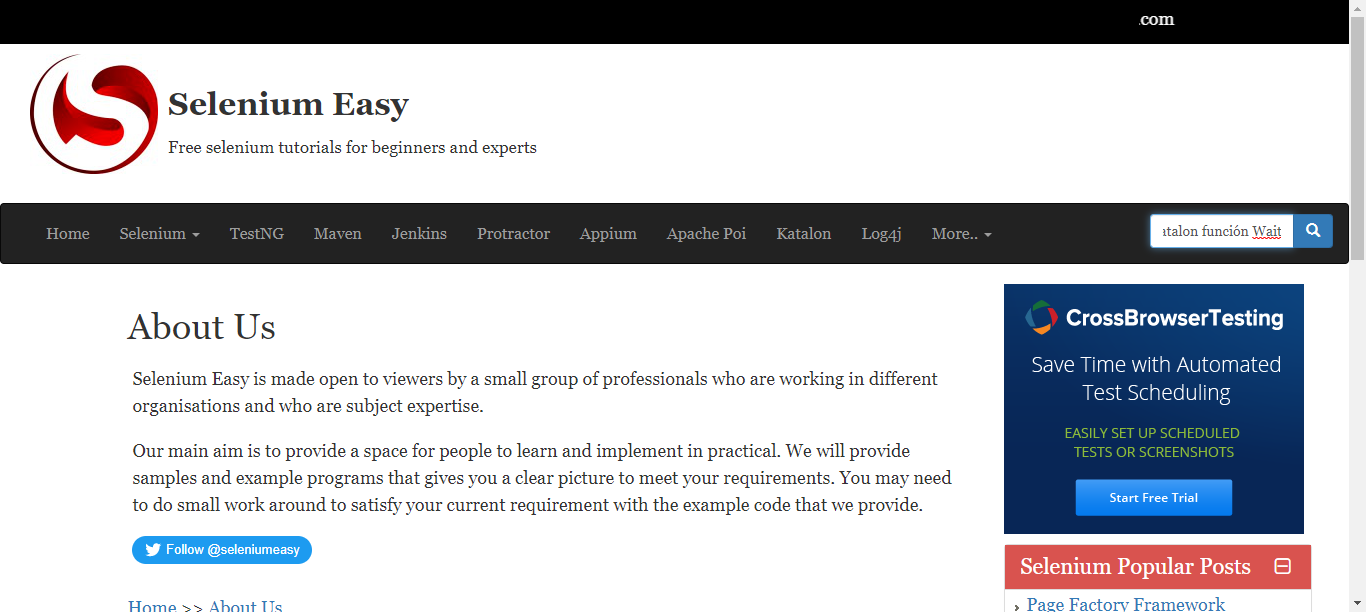 .com
Selenium Easy
Free selenium tutorials for beginners and experts
Home Selenium TestNG Maven Jenkins Protractor Appium Apache Poi Katalon Log4j More..
función Wait
About Us
Selenium Easy is made open to viewers by a small group of professionals who are working in different
organisations and who are subject expertise.
Our main aim is to provide a space for people to learn and implement in practical. We will provide
samples and example programs that gives you a clear picture to meet your requirements. You may need
to do small work around to satisfy your current requirement with the example code that we provide.
Follow @seleniumeasy
Home >> About Us
CrossBrowserTesting
Save Time with Automated
Test Scheduling
EASILY SET UP SCHEDULED
TESTS OR SCREENSHOTS
Start Free Trial
Selenium Popular Posts
Page Factory Framework